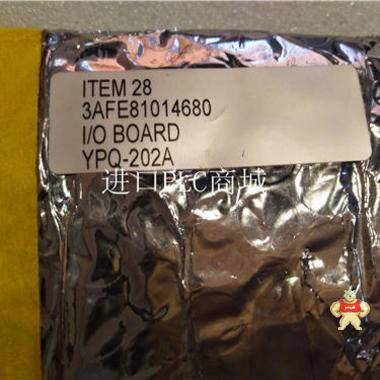 ITEM 28
3AFE81014680
I/O BOARD
YPQ-202A
进口PLC商城